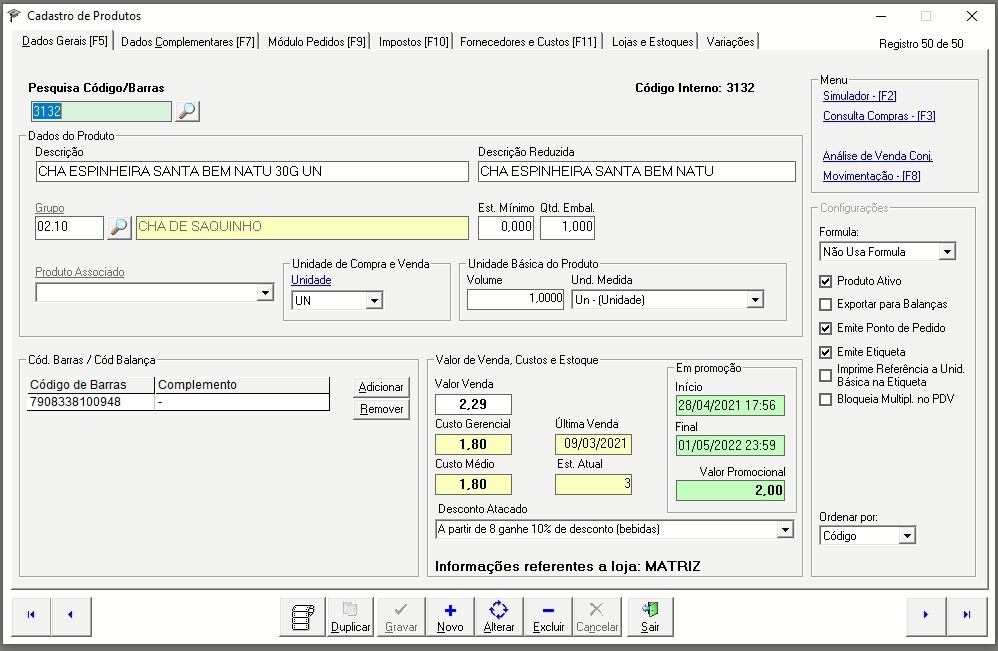 Cadastro de Produtos
Dados Gerais [F5] Dados Complementares [F7] Módulo Pedidos [F9] Impostos [F10] Fornecedores e Custos [F11] Lojas e Estoques Variações
Registro 50 de 50
Pesquisa Código/Barras
Código Interno: 3132
3132
Menu
Simulador - [F2]
Consulta Compras - [F3]
Análise de Venda Conj.
Movimentação - [F8]
Dados do Produto
Descrição
Descrição Reduzida
CHA ESPINHEIRA SANTA BEM NATU 30G UN
CHA ESPINHEIRA SANTA BEM NATU
Grupo
Est. Mínimo Qtd. Embal.
02.10
CHA DE SAQUINHO
0,000
1,000
Produto Associado
Unidade de Compra e Venda
Unidade
UN
Unidade Básica do Produto
Volume
Und. Medida
1,0000
Un - (Unidade)
Configurações
Formula:
Não Usa Formula
Produto Ativo
Exportar para Balanças
Emite Ponto de Pedido
Emite Etiqueta
Imprime Referência a Unid.
Básica na Etiqueta
Bloqueia Multipl. no PDV
Ordenar por:
Código
Cód. Barras / Cód Balança
Código de Barras Complemento
7908338100948 -
Adicionar
Remover
Valor de Venda, Custos e Estoque
Valor Venda
2,29
Custo Gerencial
1,80
Última Venda
09/03/2021
Custo Médio
1,80
Est. Atual
3
Em promoção
Início
28/04/2021 17:56
Final
01/05/2022 23:59
Valor Promocional
2,00
Desconto Atacado
A partir de 8 ganhe 10% de desconto (bebidas)
Informações referentes a loja: MATRIZ
Duplicar Gravar Novo Alterar Excluir Cancelar Sair